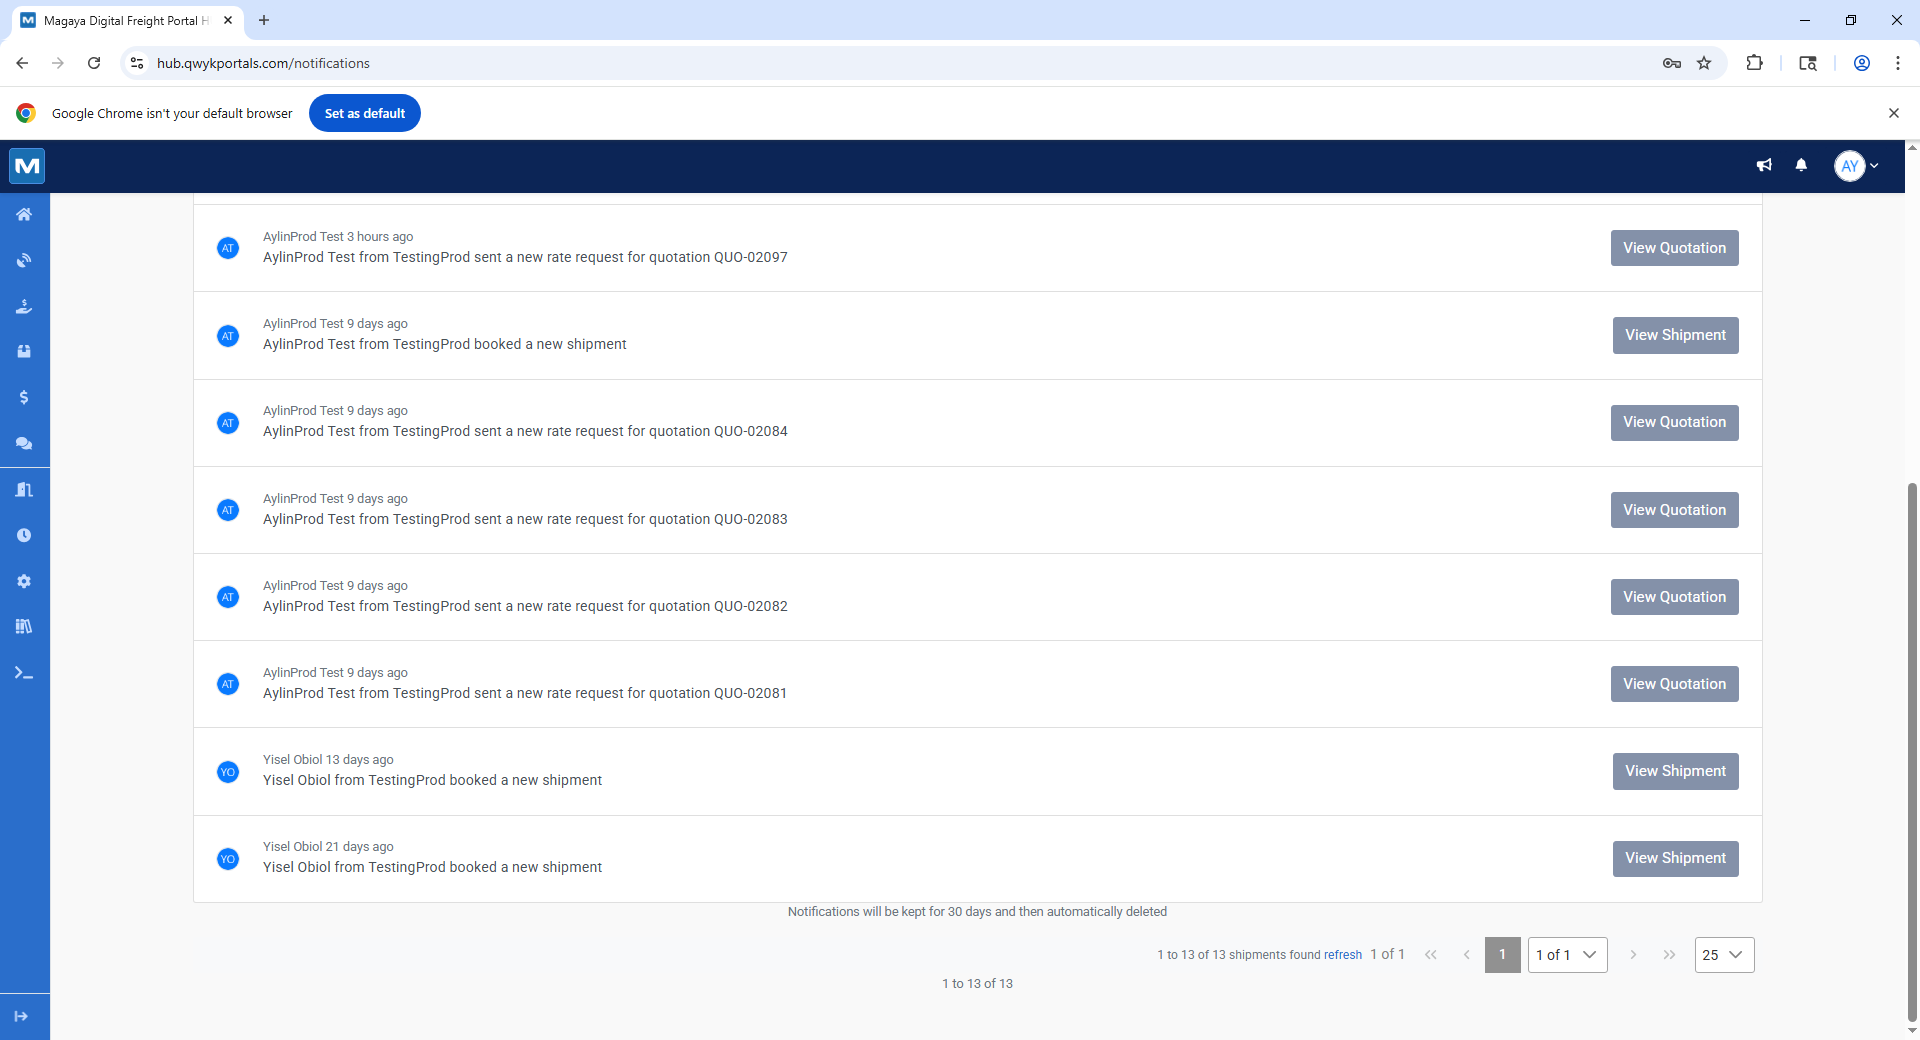 Magaya Digital Freight Portal H
hub.qwykportals.com/notifications
Google Chrome isn't your default browser
Set as default
M
AY
AT
AylinProd Test 3 hours ago
AylinProd Test from TestingProd sent a new rate request for quotation QUO-02097
View Quotation
AT
AylinProd Test 9 days ago
AylinProd Test from TestingProd booked a new shipment
View Shipment
AT
AylinProd Test 9 days ago
AylinProd Test from TestingProd sent a new rate request for quotation QUO-02084
View Quotation
AT
AylinProd Test 9 days ago
AylinProd Test from TestingProd sent a new rate request for quotation QUO-02083
View Quotation
AT
AylinProd Test 9 days ago
AylinProd Test from TestingProd sent a new rate request for quotation QUO-02082
View Quotation
AT
AylinProd Test 9 days ago
AylinProd Test from TestingProd sent a new rate request for quotation QUO-02081
View Quotation
YO
Yisel Obiol 13 days ago
Yisel Obiol from TestingProd booked a new shipment
View Shipment
YO
Yisel Obiol 21 days ago
Yisel Obiol from TestingProd booked a new shipment
View Shipment
Notifications will be kept for 30 days and then automatically deleted
1 to 13 of 13 shipments found refresh 1 of 1 1 1 of 1 25
1 to 13 of 13